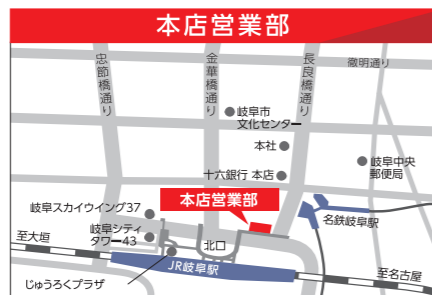 本店営業部
忠節橋通り
金華橋通り
長良橋通り
徹明通り
岐阜市
文化センター
本社
十六銀行 本店
岐阜中央
郵便局
本店営業部
岐阜スカイウイング37
名鉄岐阜駅
岐阜シティ
タワー43
北口
至大垣
JR岐阜駅
至名古屋
じゅうろくプラザ